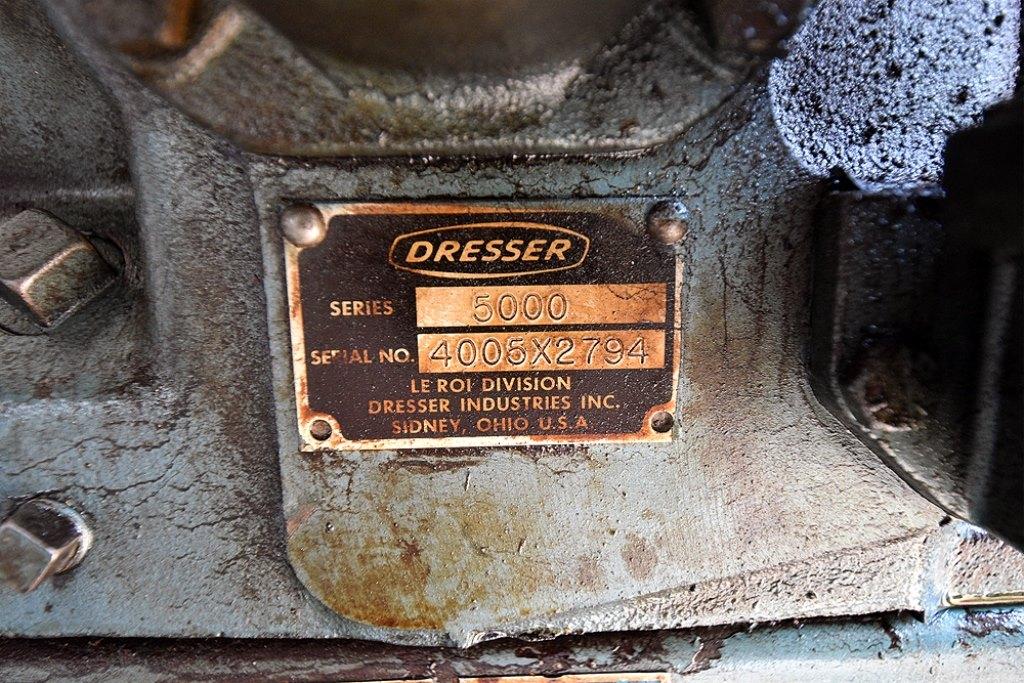 DRESSER
SERIES 5000
SERIAL NO. 4005X2794
LE ROI DIVISION
DRESSER INDUSTRIES INC.
SIDNEY, OHIO U.S.A